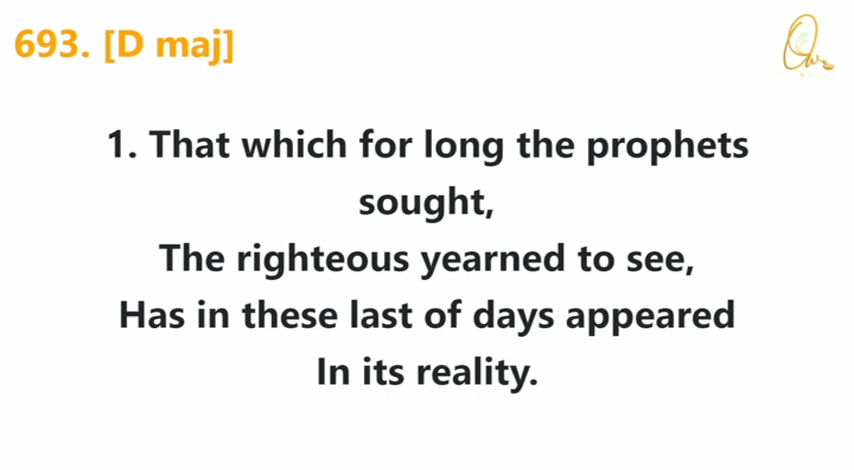 693. [D maj]
1. That which for long the prophets
sought,
The righteous yearned to see,
Has in these last of days appeared
In its reality.